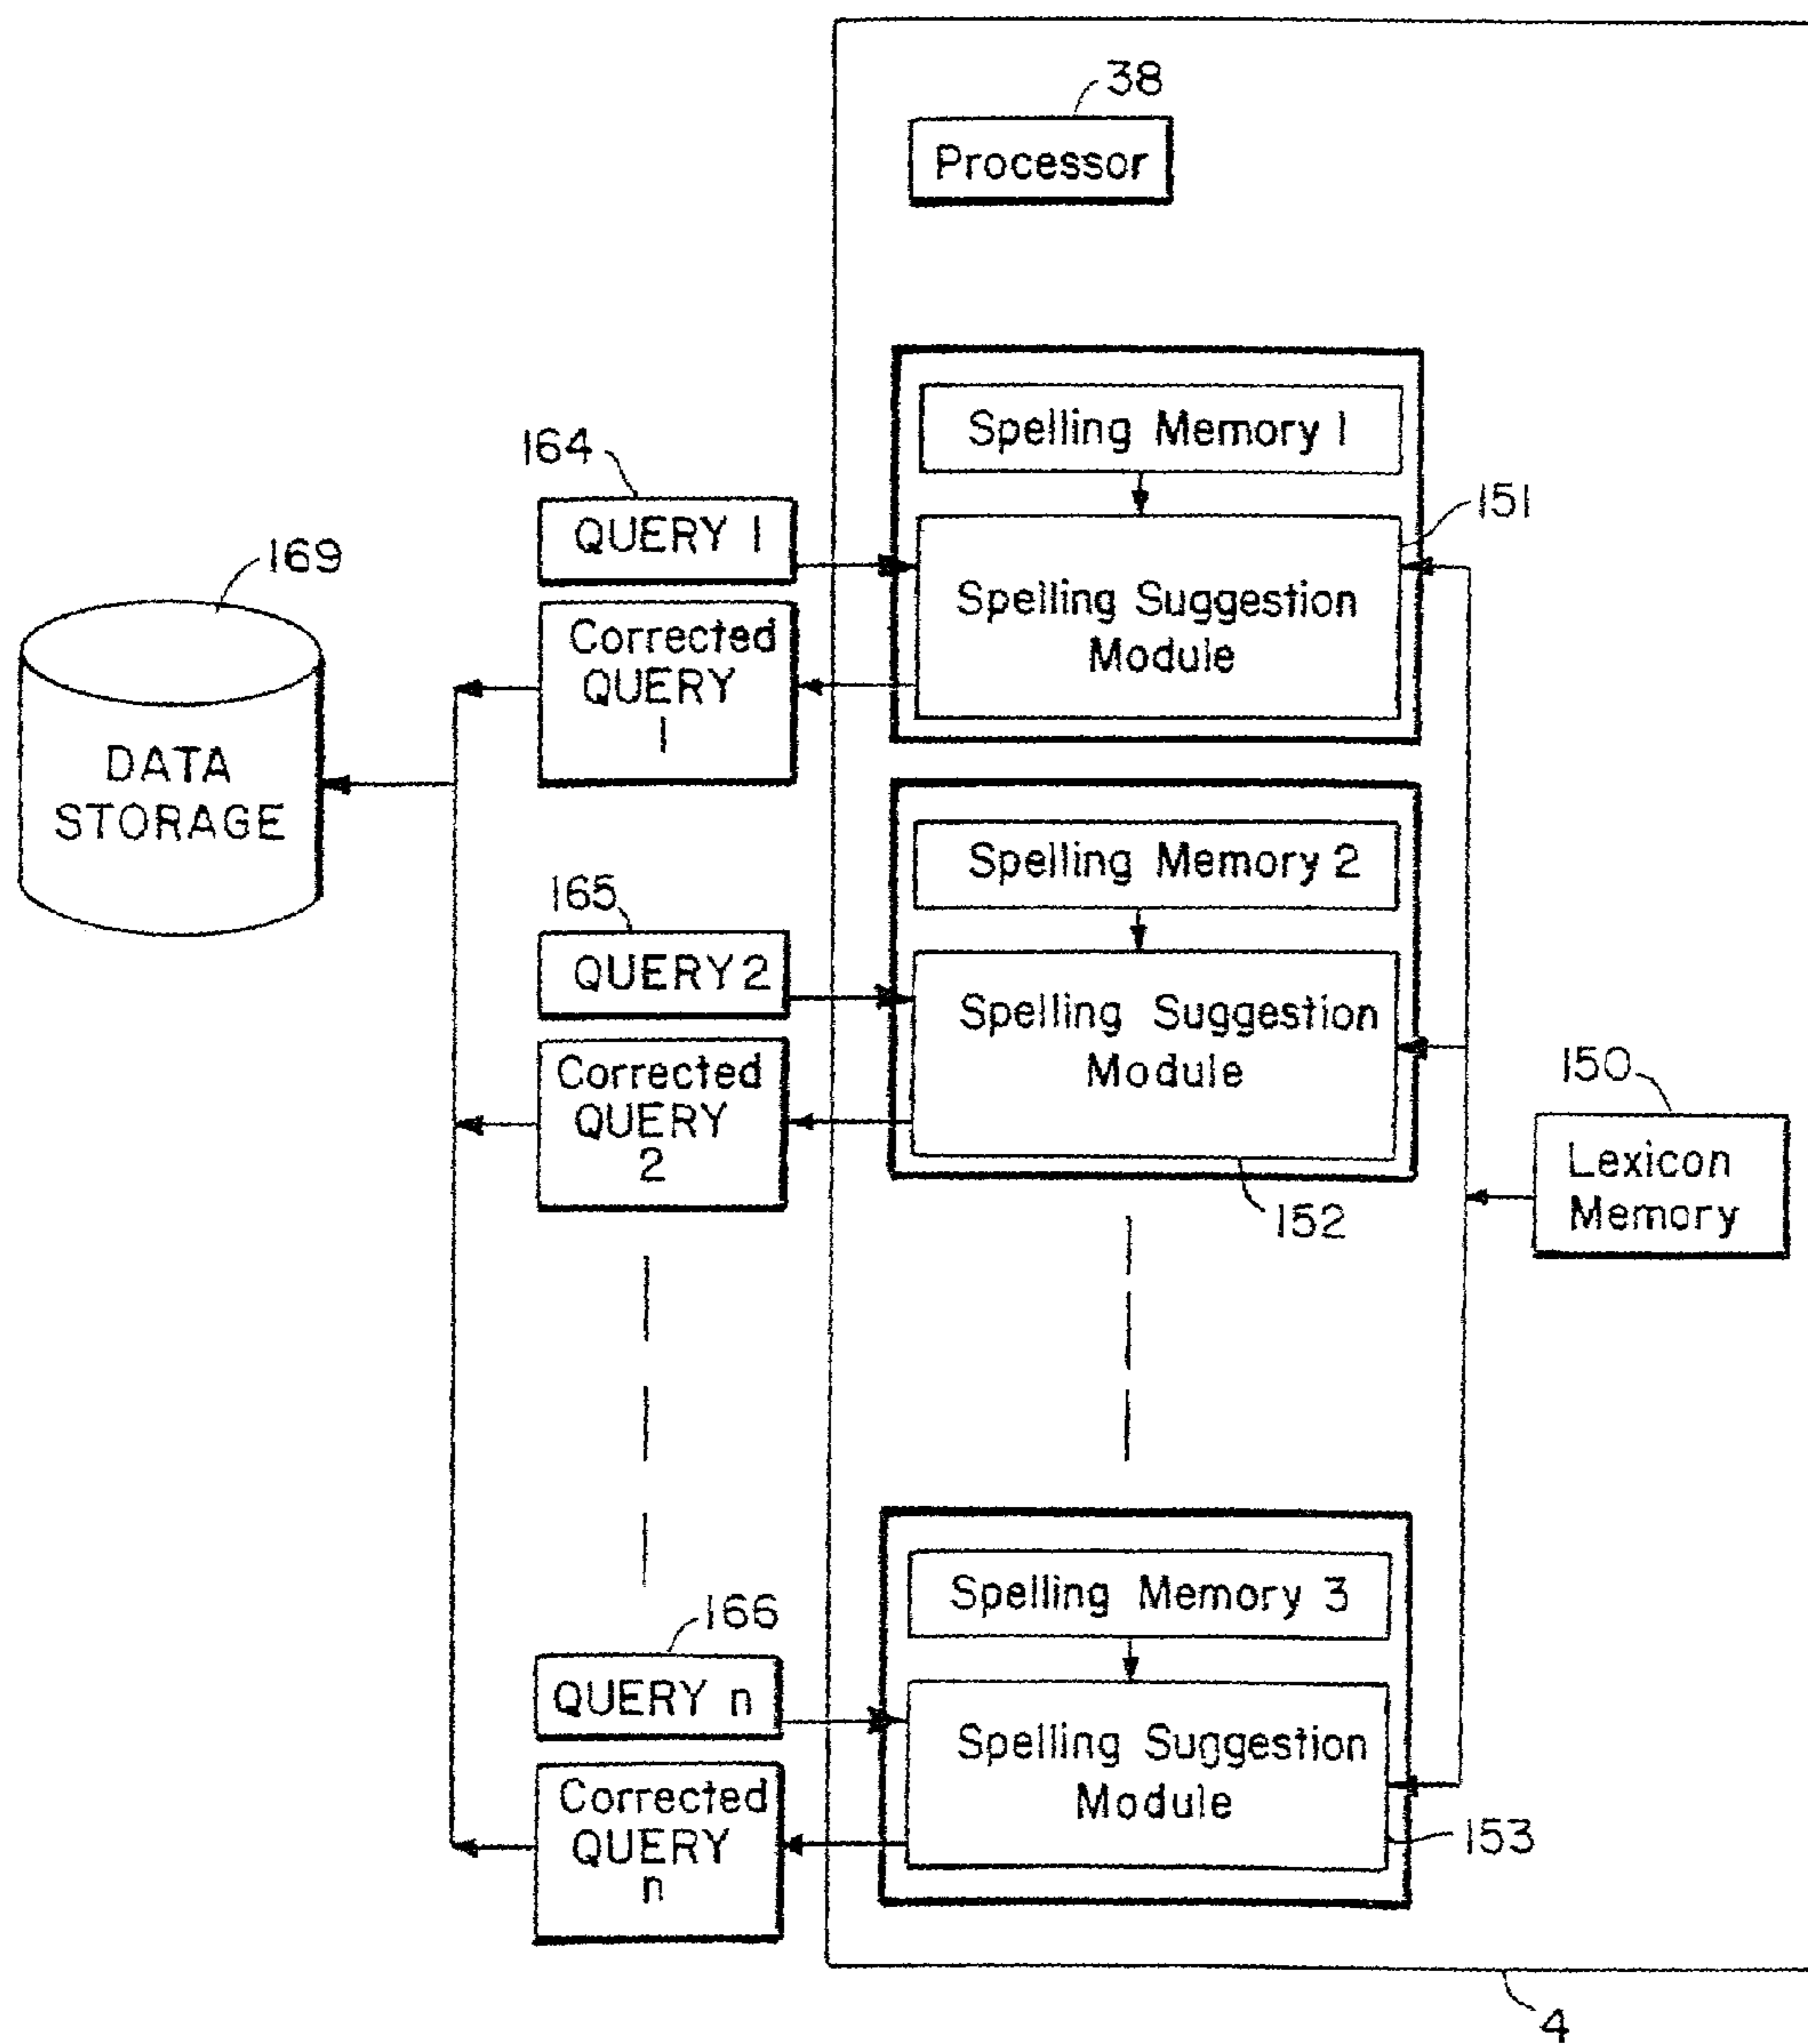 38
Processor
Spelling Memory 1
164
151
QUERY 1
169
Spelling Suggestion
Module
Corrected
QUERY
1
DATA
STORAGE
Spelling Memory 2
165
QUERY 2
Spelling Suggestion
Module
150
Corrected
QUERY
2
Lexicon
Memory
152
Spelling Memory 3
166
QUERY n
Spelling Suggestion
Module
Corrected
QUERY
n
153
4